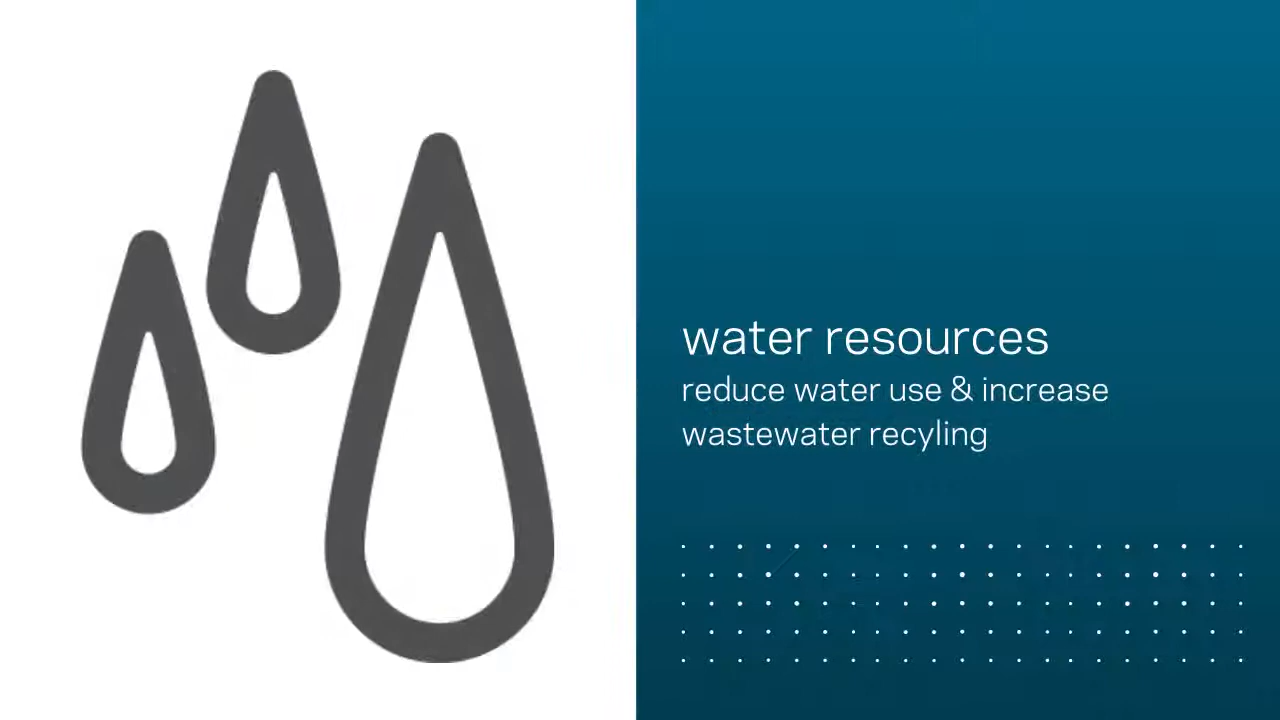 water resources
reduce water use & increase
wastewater recyling